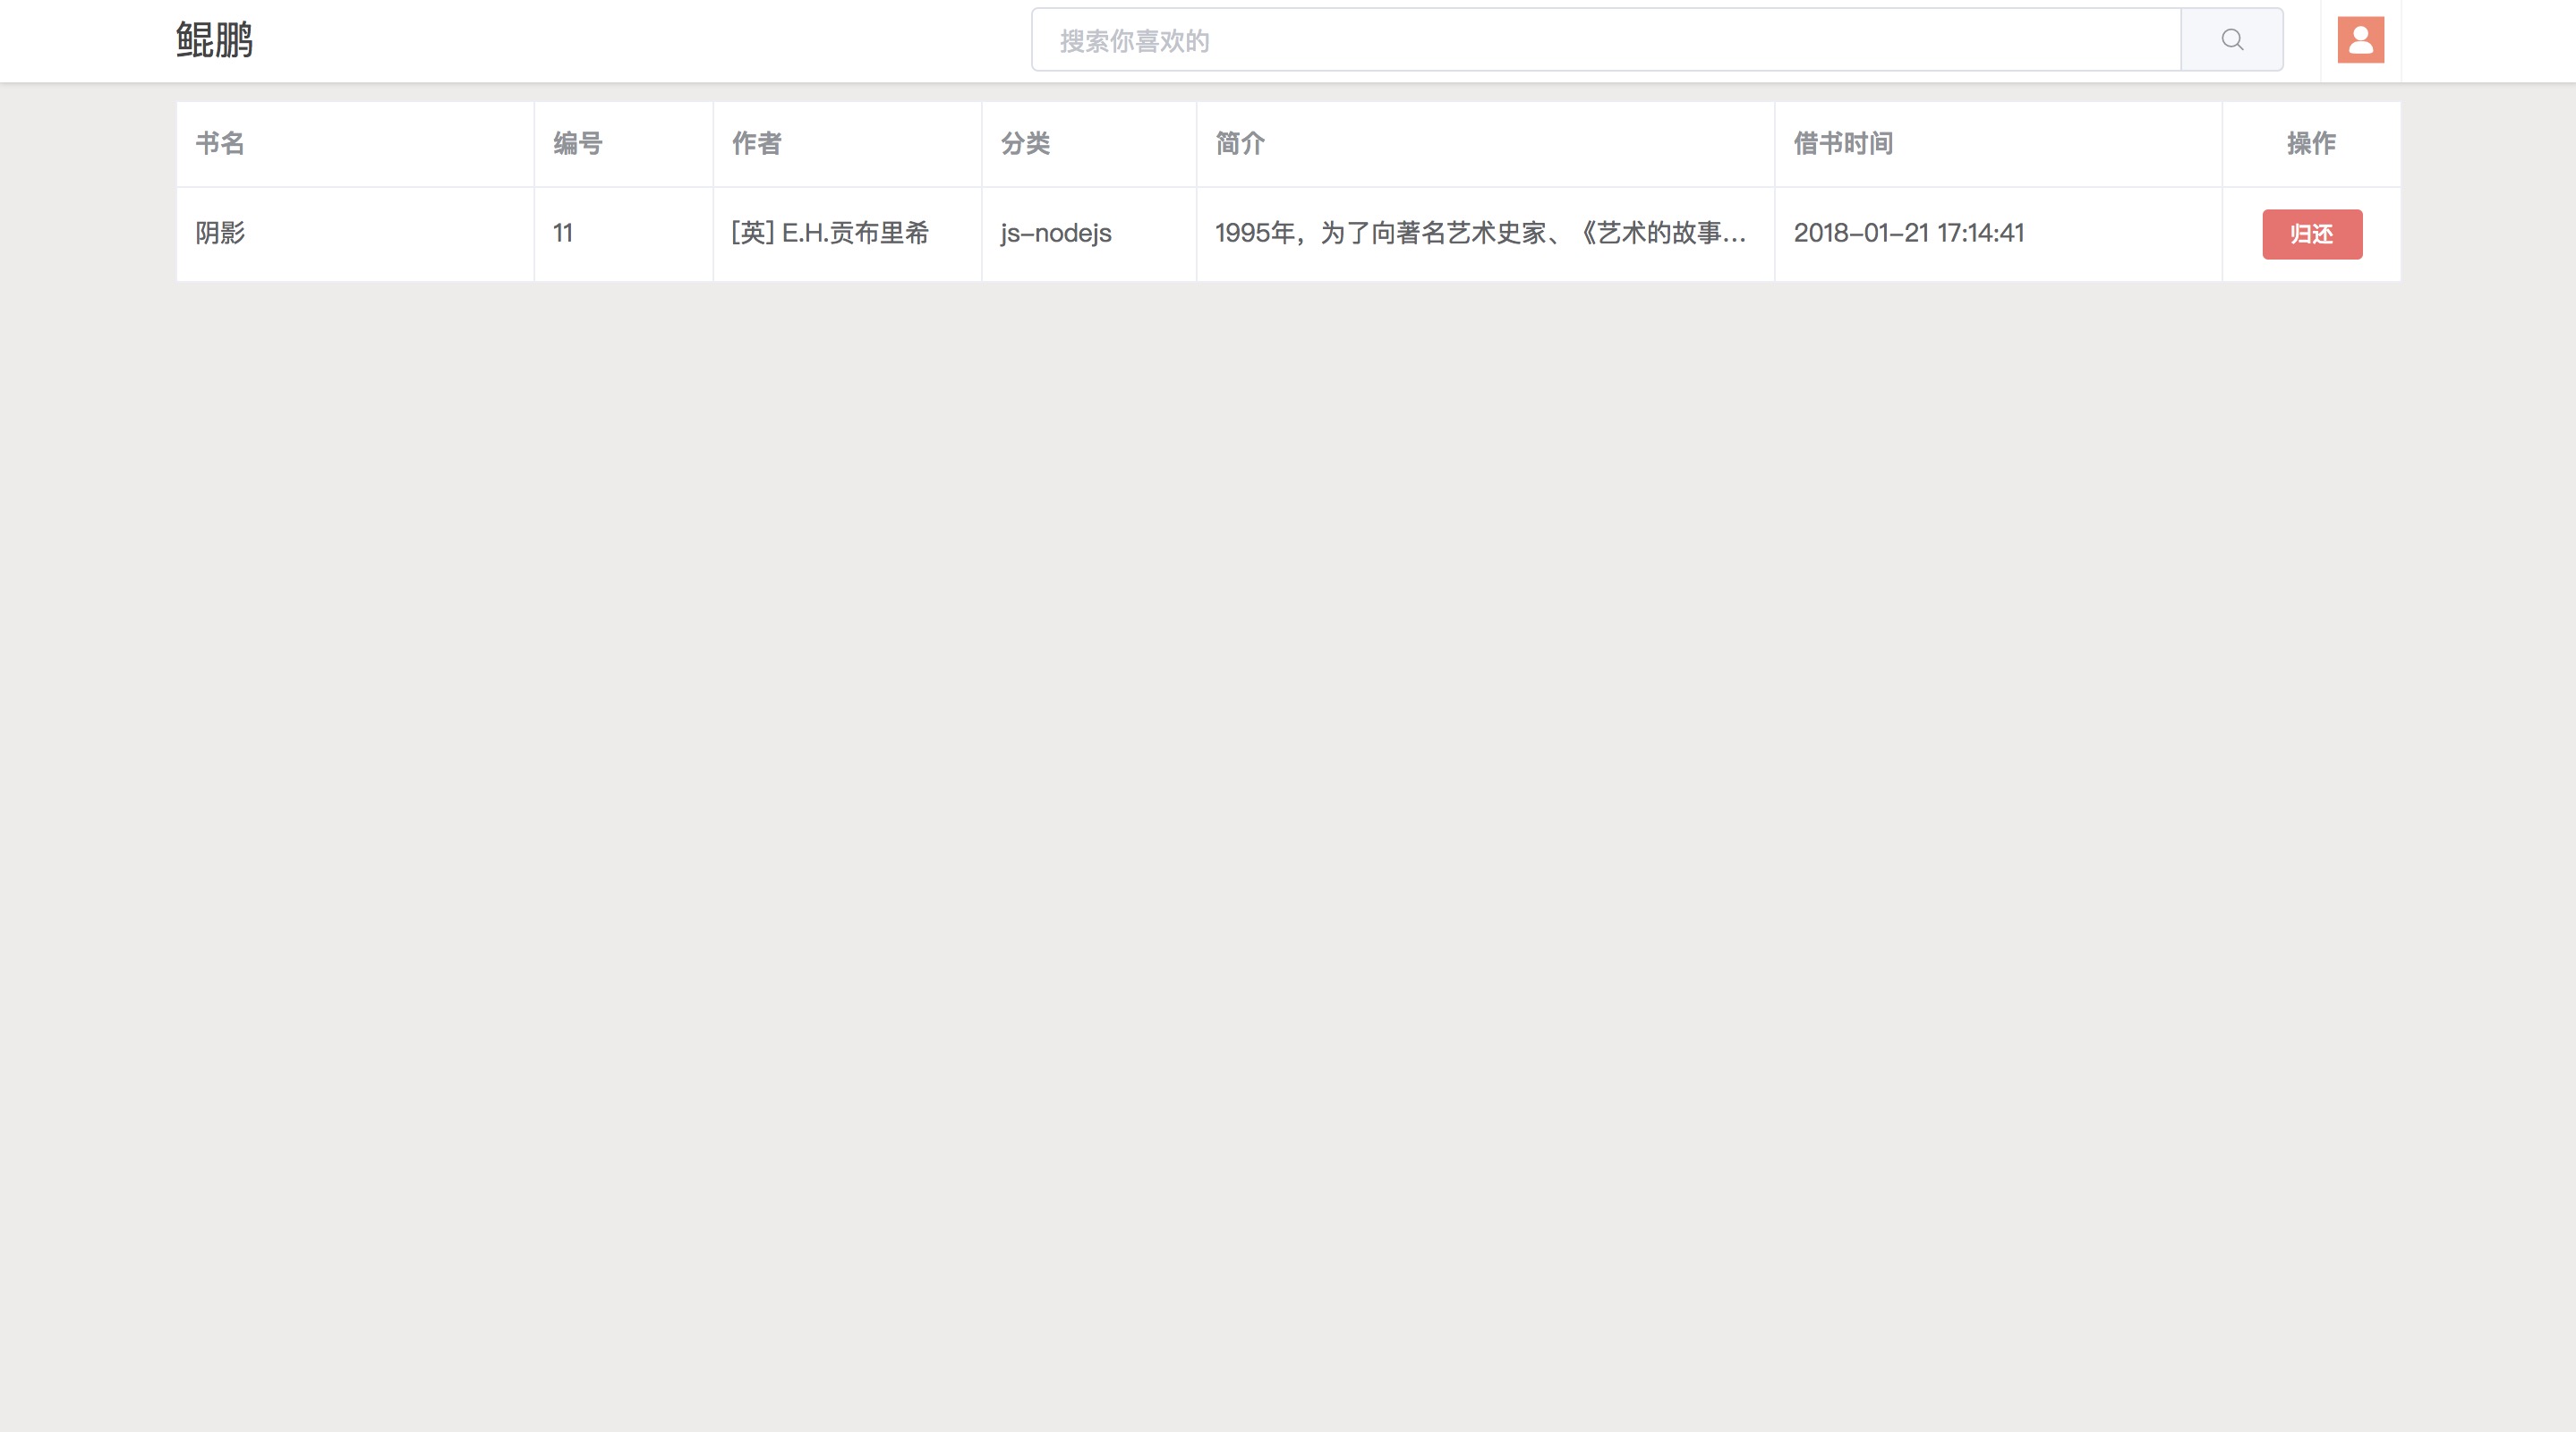 鲲鹏
搜索你喜欢的
书名 编号 作者 分类 简介 借书时间 操作
阴影 11 [英] E.H.贡布里希 js-nodejs 1995年，为了向著名艺术史家、《艺术的故事... 2018-01-21 17:14:41 归还